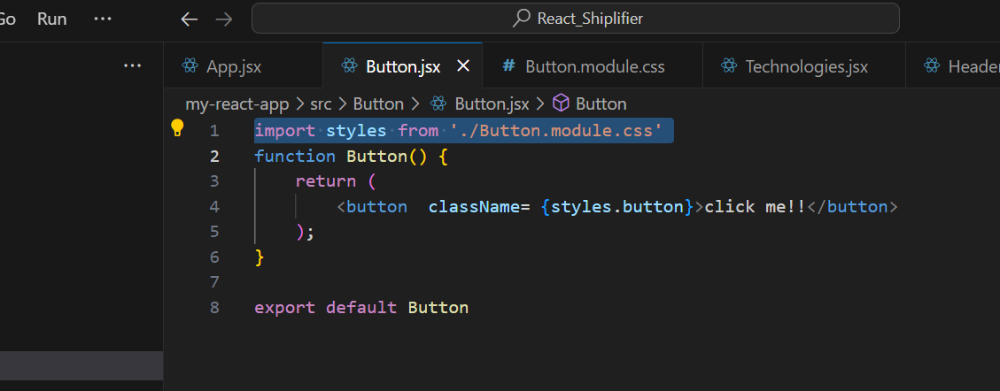 Go Run ··· ← → React_Shiplifier
··· App.jsx Button.jsx × # Button.module.css Technologies.jsx Header
my-react-app > src > Button > Button.jsx > Button
1 import styles from './Button.module.css'
2 function Button() {
3 return (
4 <button  className= {styles.button}>click me!!</button>
5 );
6 }
7
8 export default Button